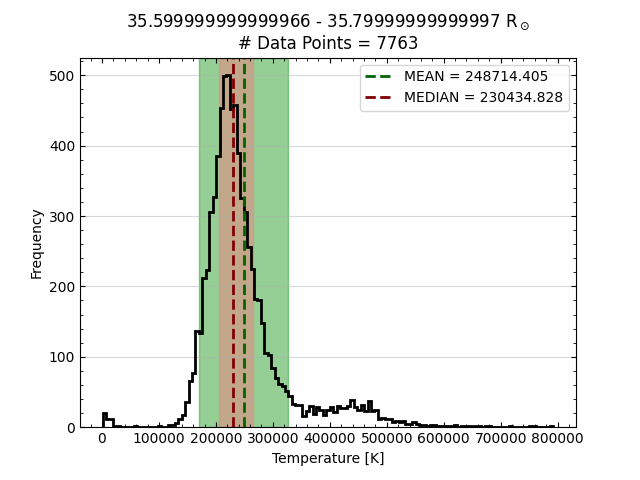 35.599999999999966 - 35.79999999999997 R⊙
# Data Points = 7763
MEAN = 248714.405
MEDIAN = 230434.828
Frequency
500
400
300
200
100
0
0 100000 200000 300000 400000 500000 600000 700000 800000
Temperature [K]